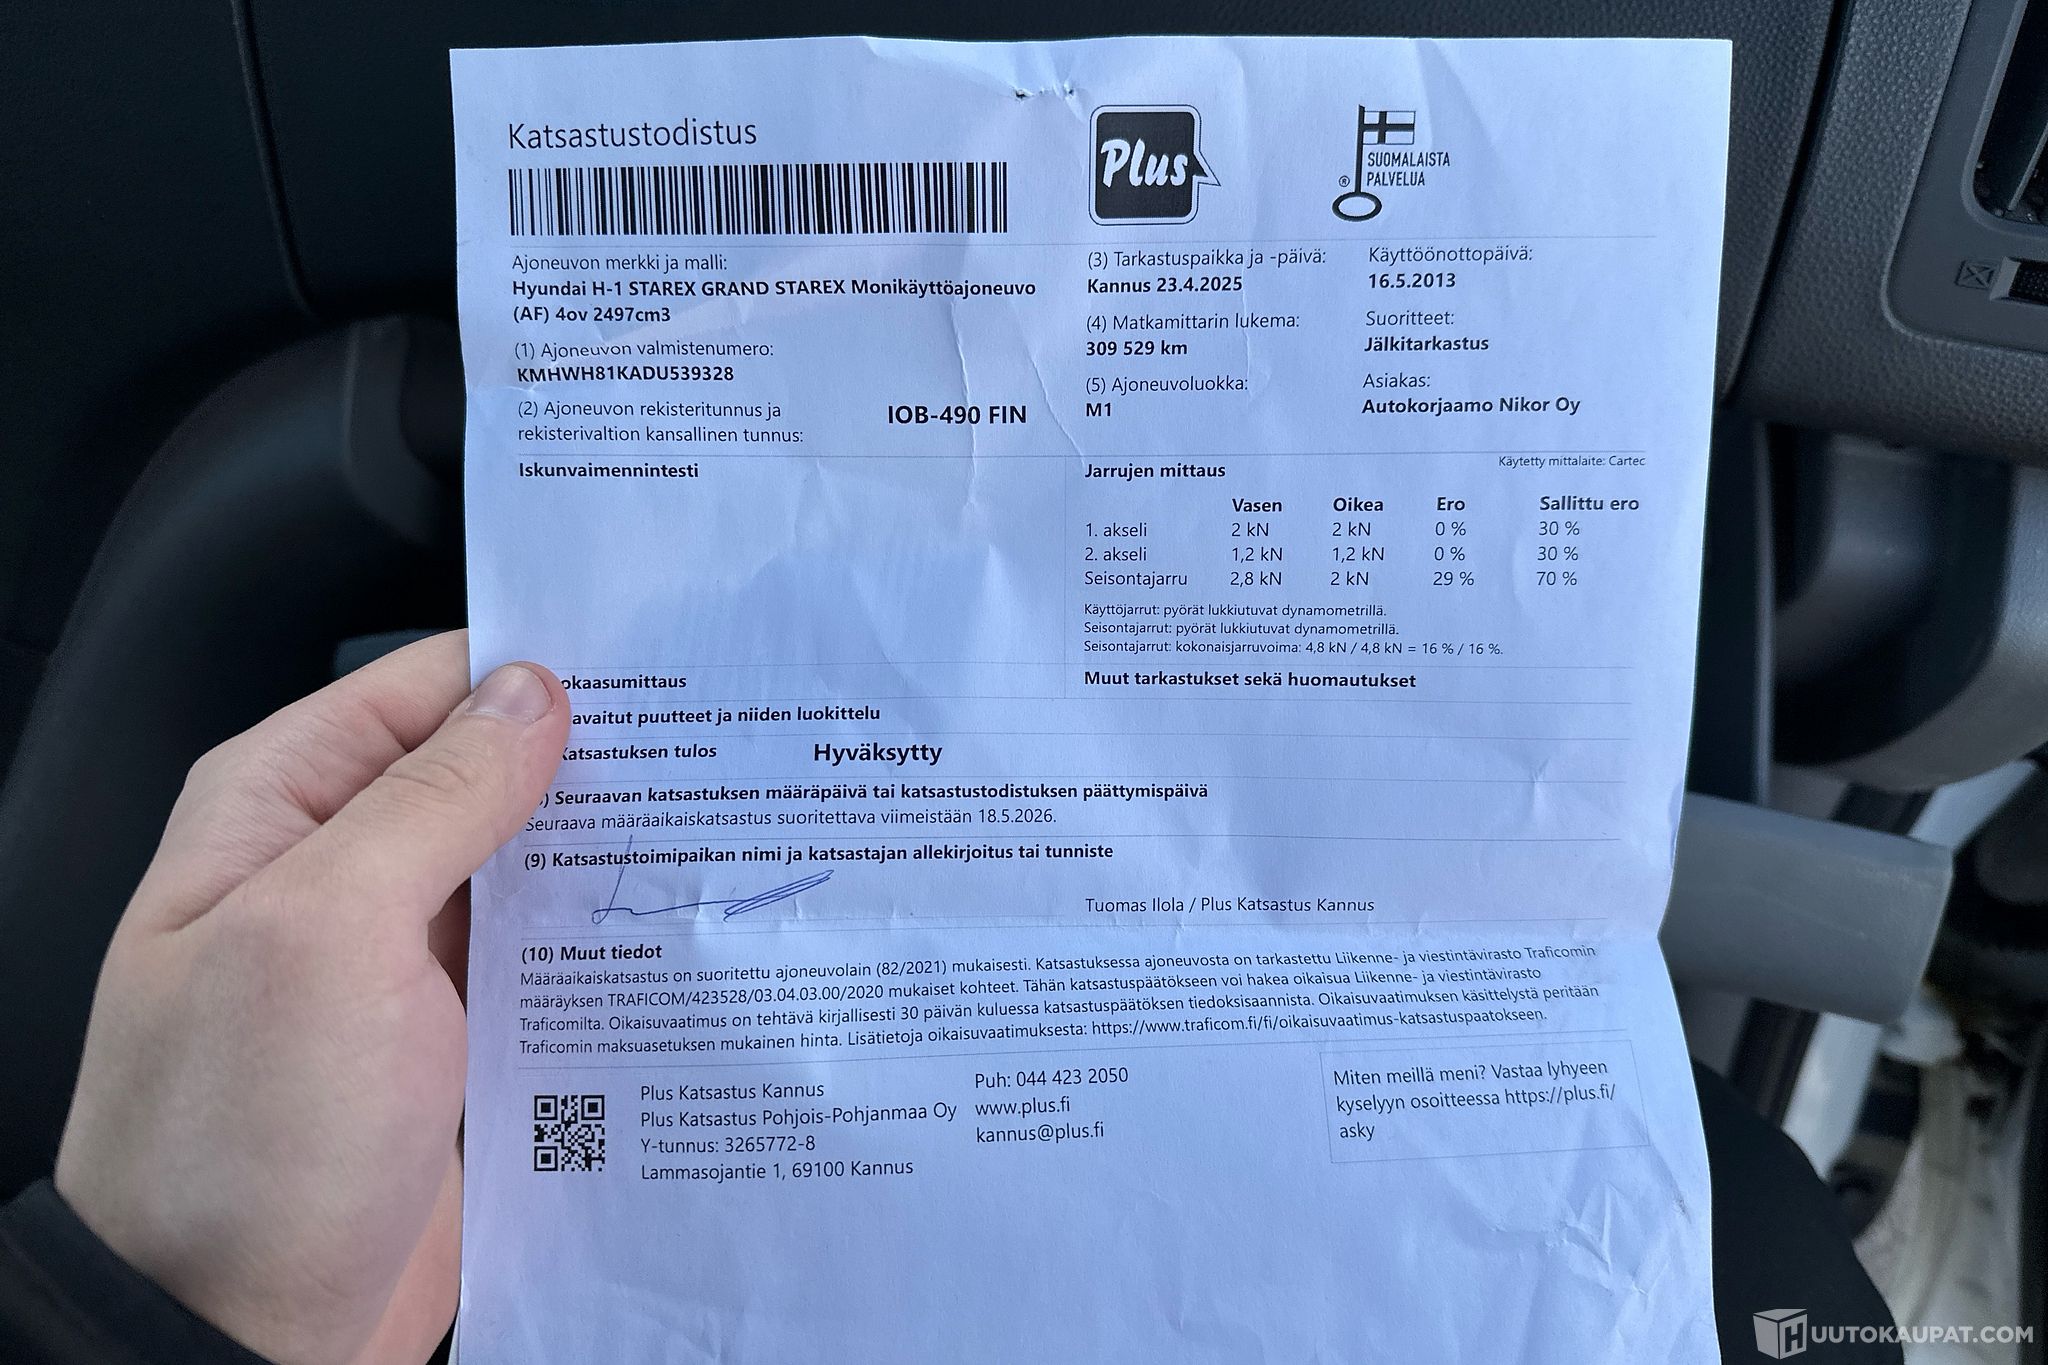 Katsastustodistus
Plus
SUOMALAISTA
PALVELUA
®
Ajoneuvon merkki ja malli:
Hyundai H-1 STAREX GRAND STAREX Monikäyttöajoneuvo
(AF) 4ov 2497cm3
(1) Ajoneuvon valmistenumero:
KMHWH81KADU539328
(2) Ajoneuvon rekisteritunnus ja
rekisterivaltion kansallinen tunnus:
IOB-490 FIN
(3) Tarkastuspaikka ja -päivä:
Kannus 23.4.2025
(4) Matkamittarin lukema:
309 529 km
(5) Ajoneuvoluokka:
M1
Käyttöönottopäivä:
16.5.2013
Suoritteet:
Jälkitarkastus
Asiakas:
Autokorjaamo Nikor Oy
Iskunvaimennintesti
Jarrujen mittaus
Käytetty mittalaite: Cartec
Vasen Oikea Ero Sallittu ero
1. akseli 2 kN 2 kN 0 % 30 %
2. akseli 1,2 kN 1,2 kN 0 % 30 %
Seisontajarru 2,8 kN 2 kN 29 % 70 %
Käyttöjarrut: pyörät lukkiutuvat dynamometrillä.
Seisontajarrut: pyörät lukkiutuvat dynamometrillä.
Seisontajarrut: kokonaisjarruvoima: 4,8 kN / 4,8 kN = 16 % / 16 %.
okaasumittaus
Muut tarkastukset sekä huomautukset
avaitut puutteet ja niiden luokittelu
Katsastuksen tulos Hyväksytty
) Seuraavan katsastuksen määräpäivä tai katsastustodistuksen päättymispäivä
Seuraava määräaikaiskatsastus suoritettava viimeistään 18.5.2026.
(9) Katsastustoimipaikan nimi ja katsastajan allekirjoitus tai tunniste
Tuomas Ilola / Plus Katsastus Kannus
(10) Muut tiedot
Määräaikaiskatsastus on suoritettu ajoneuvolain (82/2021) mukaisesti. Katsastuksessa ajoneuvosta on tarkastettu Liikenne- ja viestintävirasto Traficomin
määräyksen TRAFICOM/423528/03.04.03.00/2020 mukaiset kohteet. Tähän katsastuspäätökseen voi hakea oikaisua Liikenne- ja viestintävirasto
Traficomilta. Oikaisuvaatimus on tehtävä kirjallisesti 30 päivän kuluessa katsastuspäätöksen tiedoksisaannista. Oikaisuvaatimuksen käsittelystä peritään
Traficomin maksuasetuksen mukainen hinta. Lisätietoja oikaisuvaatimuksesta: https://www.traficom.fi/fi/oikaisuvaatimus-katsastuspaatokseen.
Plus Katsastus Kannus
Plus Katsastus Pohjois-Pohjanmaa Oy
Y-tunnus: 3265772-8
Lammasojantie 1, 69100 Kannus
Puh: 044 423 2050
www.plus.fi
kannus@plus.fi
Miten meillä meni? Vastaa lyhyeen
kyselyyn osoitteessa https://plus.fi/
asky
HUUTOKAUPAT.COM